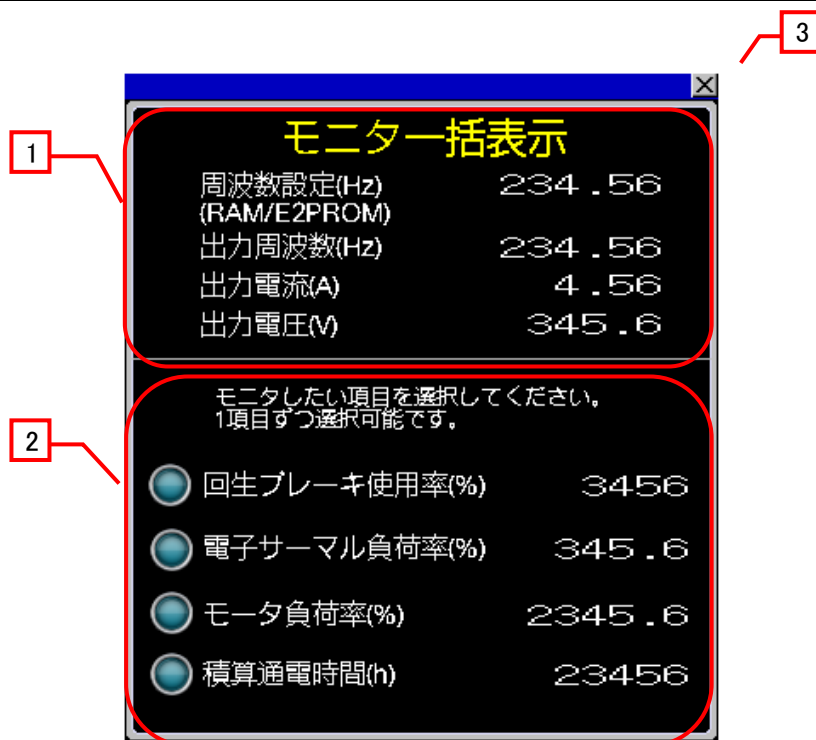 3
1
モニター括表示
周波数設定(Hz) 234.56
(RAM/E2PROM)
出力周波数(Hz) 234.56
出力電流(A) 4.56
出力電圧(V) 345.6
2
モニタしたい項目を選択してください。
1項目ずつ選択可能です。
回生ブレーキ使用率(%) 3456
電子サーマル負荷率(%) 345.6
モータ負荷率(%) 2345.6
積算通電時間(h) 23456